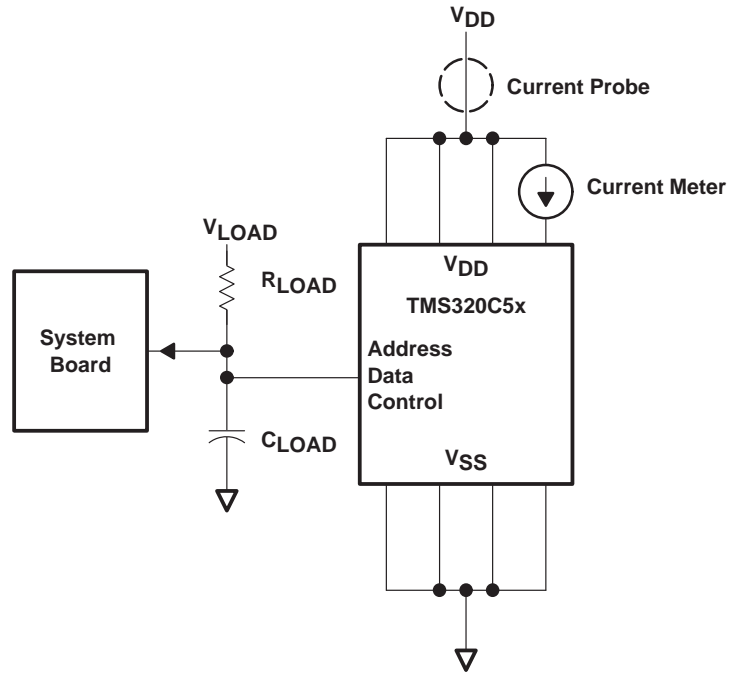 VDD
Current Probe
Current Meter
VLOAD
RLOAD
VDD
TMS320C5x
System
Board
Address
Data
Control
CLOAD
VSS